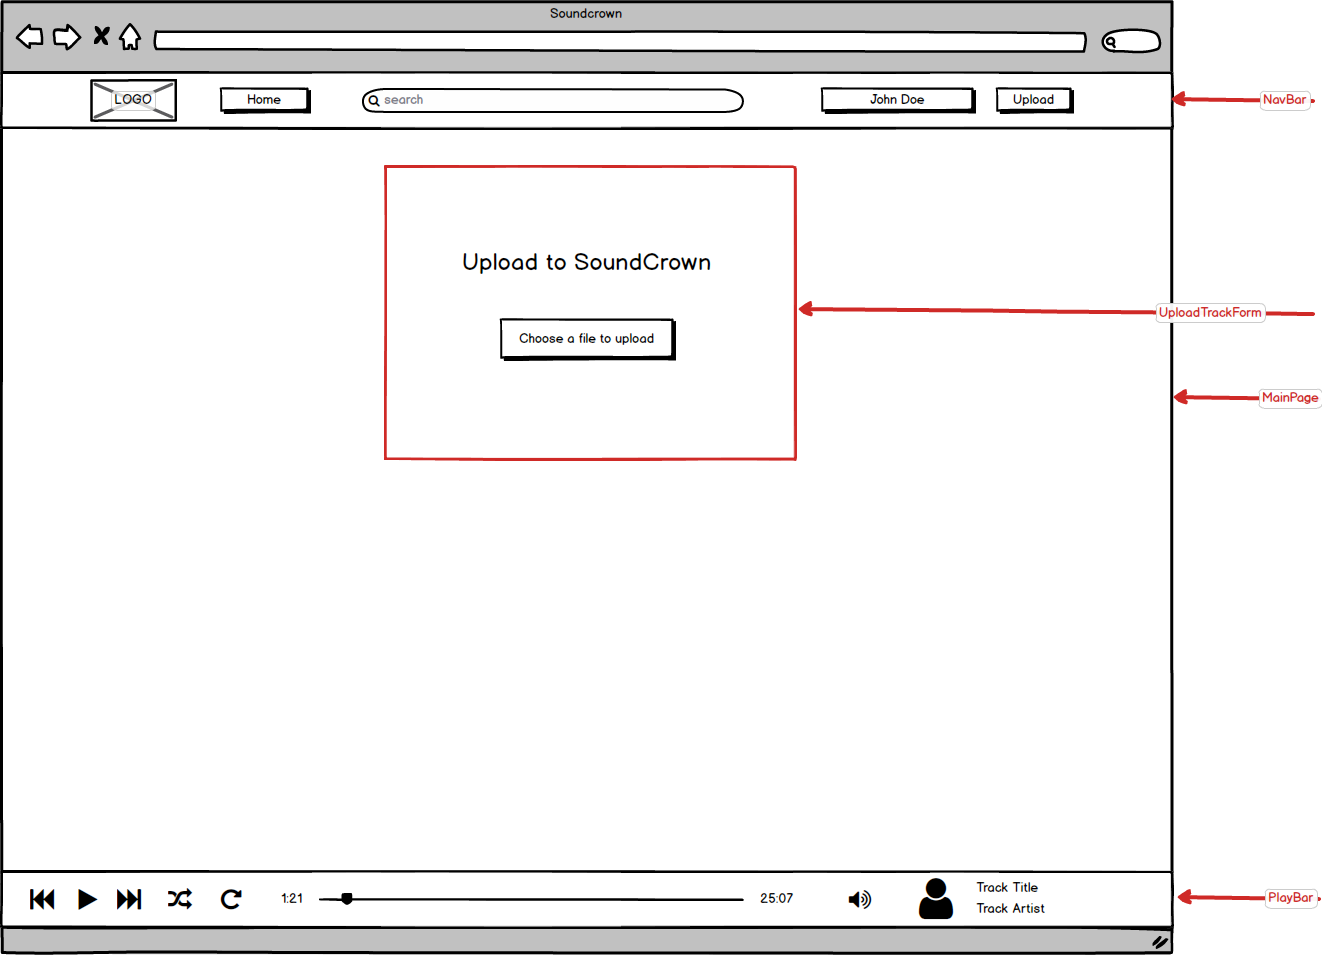 Soundcrown
LOGO
Home
search
John Doe
Upload
NavBar
Upload to SoundCrown
UploadTrackForm
Choose a file to upload
MainPage
1:21
25:07
Track Title
Track Artist
PlayBar